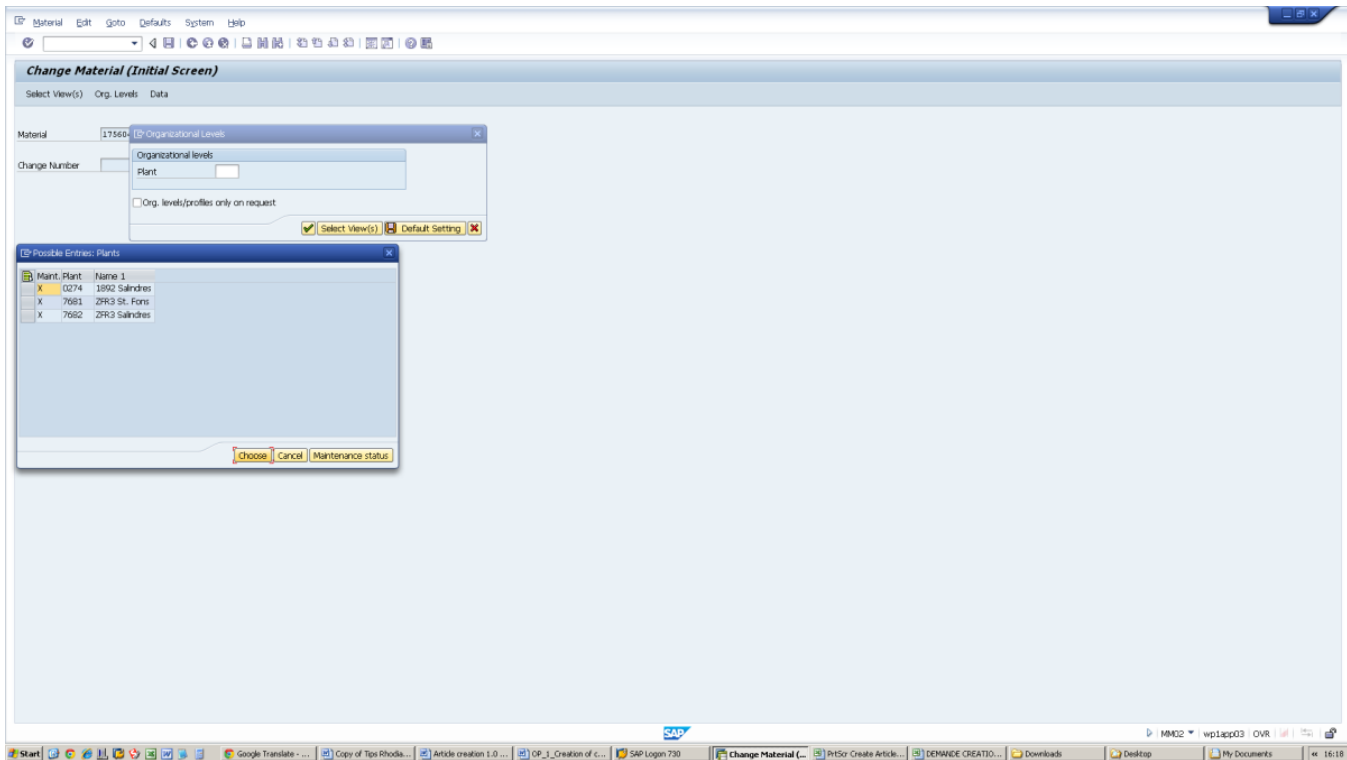 Material Edit Goto Defaults System Help
Change Material (Initial Screen)
Select View(s) Org. Levels Data
Material 17560
Organizational Levels
Organizational levels
Change Number
Plant
Org. levels/profiles only on request
Select View(s) Default Setting
Possible Entries: Plants
Maint. Plant Name 1
X 0274 1892 Salindres
X 7681 ZFR3 St. Fons
X 7682 ZFR3 Salindres
Choose Cancel Maintenance status
SAP
MM02 wp1app03 OVR
Start Google Translate - ... Copy of Tips Rhodia... Article creation 1.0 ... OP_1_Creation of c... SAP Logon 730 Change Material (... PrtScr Create Article... DEMANDE CREATIO... Downloads Desktop My Documents « 16:18